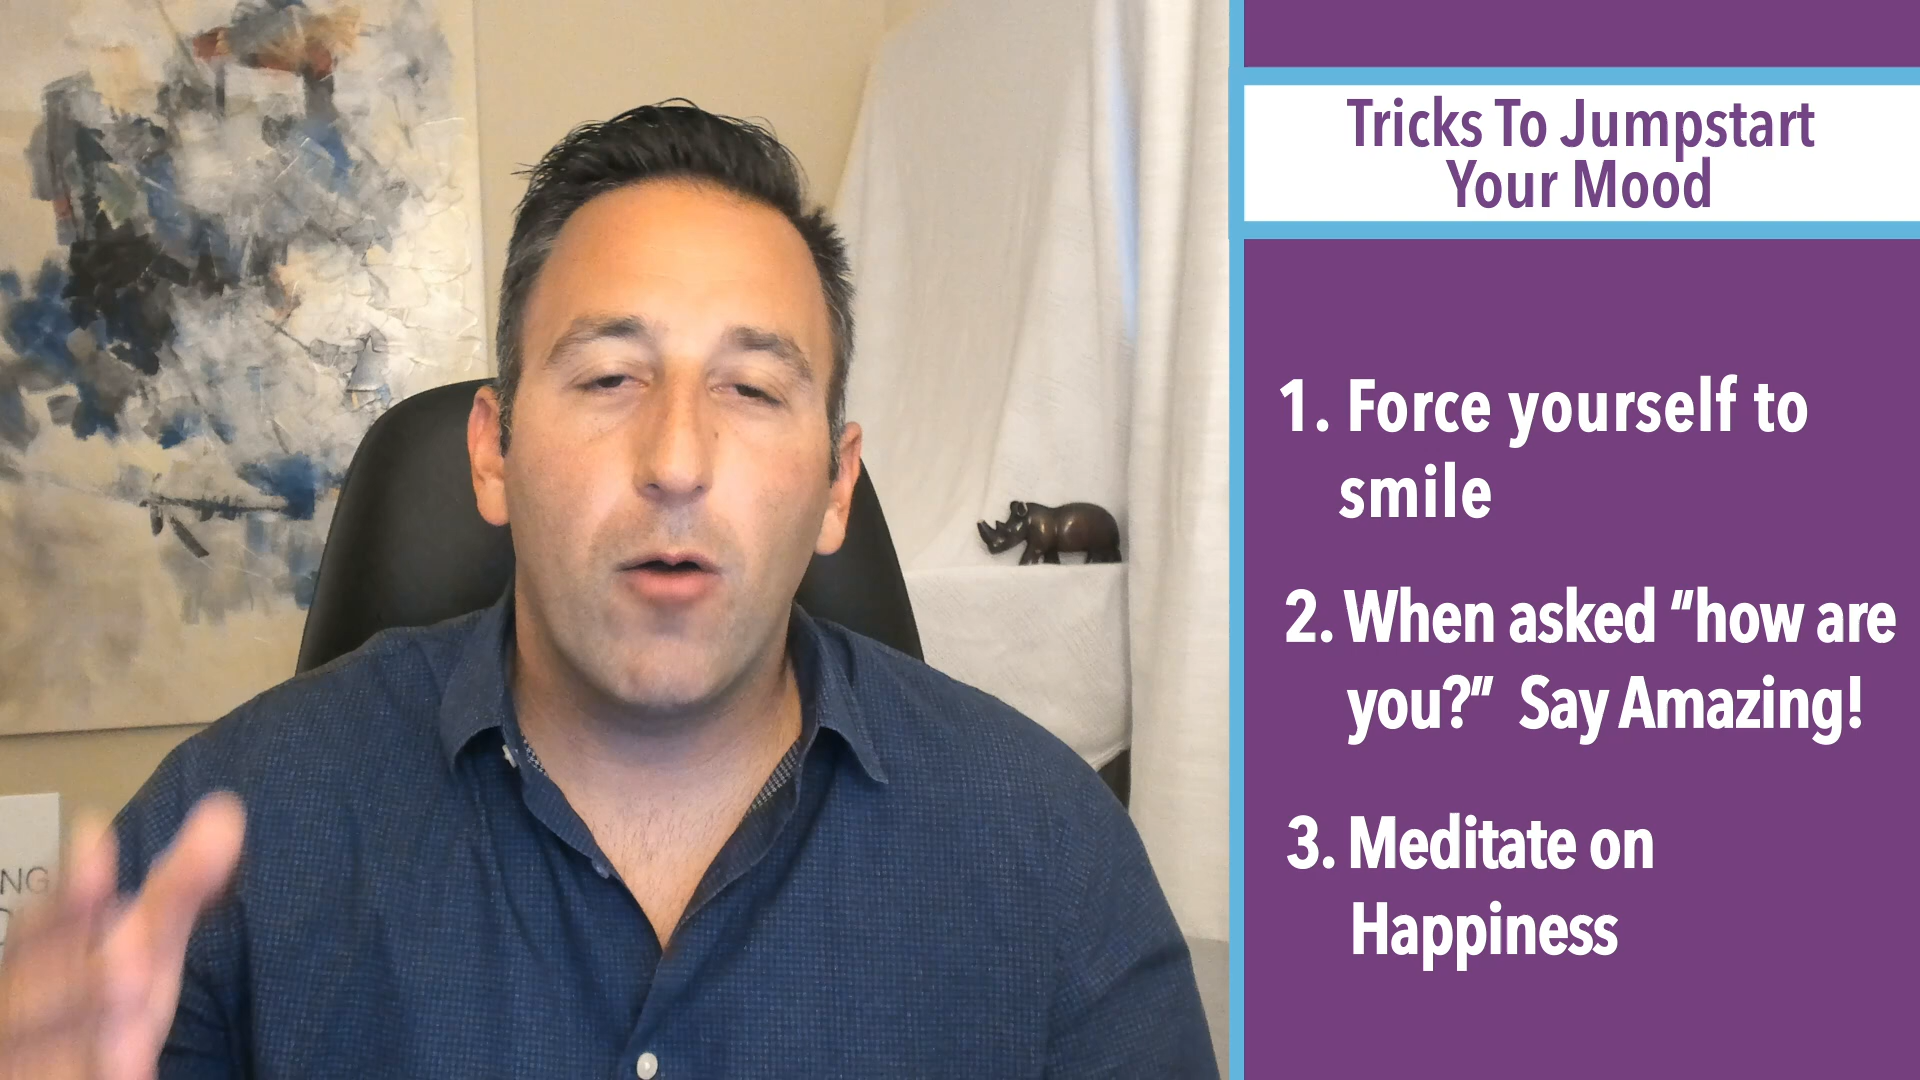 Tricks To Jumpstart
Your Mood
1. Force yourself to
smile
2. When asked “how are
you?” Say Amazing!
3. Meditate on
Happiness
NG